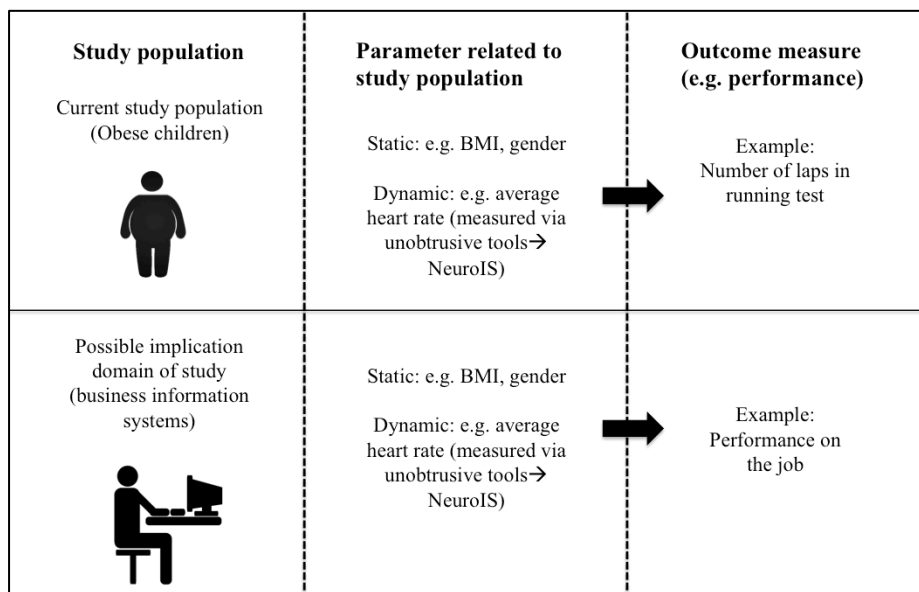 Study population
Current study population
(Obese children)
Parameter related to
study population
Static: e.g. BMI, gender
Dynamic: e.g. average
heart rate (measured via
unobtrusive tools→
NeuroIS)
Outcome measure
(e.g. performance)
Example:
Number of laps in
running test
Possible implication
domain of study
(business information
systems)
Static: e.g. BMI, gender
Dynamic: e.g. average
heart rate (measured via
unobtrusive tools→
NeuroIS)
Example:
Performance on
the job